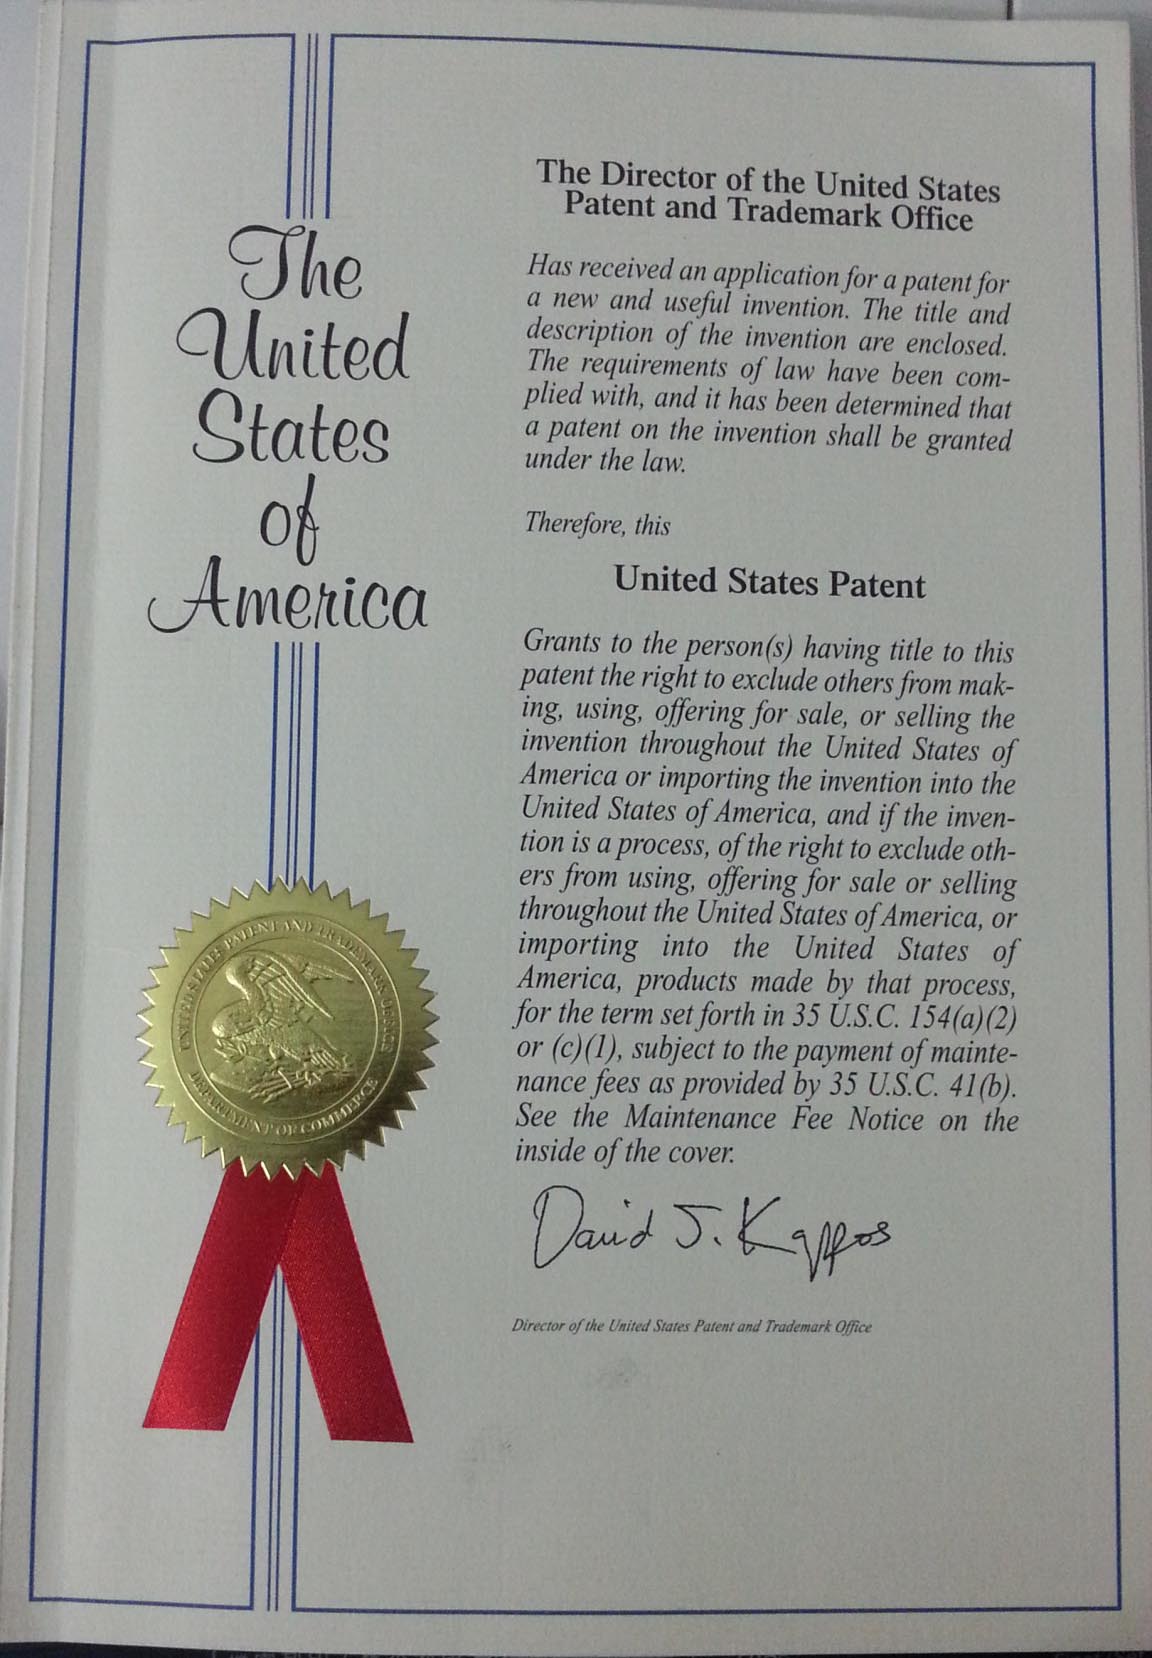 The
United
States
of
America
The Director of the United States
Patent and Trademark Office
Has received an application for a patent for
a new and useful invention. The title and
description of the invention are enclosed.
The requirements of law have been com-
plied with, and it has been determined that
a patent on the invention shall be granted
under the law.
Therefore, this
United States Patent
Grants to the person(s) having title to this
patent the right to exclude others from mak-
ing, using, offering for sale, or selling the
invention throughout the United States of
America or importing the invention into the
United States of America, and if the inven-
tion is a process, of the right to exclude oth-
ers from using, offering for sale or selling
throughout the United States of America, or
importing into the United States of
America, products made by that process,
for the term set forth in 35 U.S.C. 154(a)(2)
or (c)(1), subject to the payment of mainte-
nance fees as provided by 35 U.S.C. 41(b).
See the Maintenance Fee Notice on the
inside of the cover.
David J. Kappos
Director of the United States Patent and Trademark Office
UNITED STATES PATENT AND TRADEMARK OFFICE
DEPARTMENT OF COMMERCE